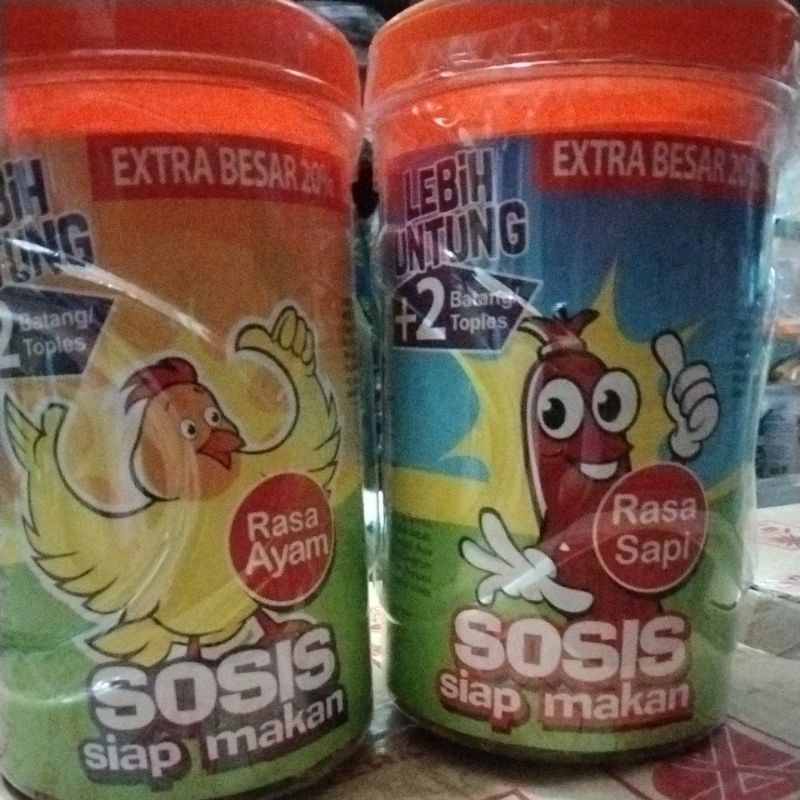 EXTRA BESAR 20%
2
Batang/
Toples
Rasa
Ayam
SOSIS
siap makan
EXTRA BESAR
LEBiH
UNTUNG
+2
Batang/
Toples
Rasa
Sapi
SOSIS
siap makan